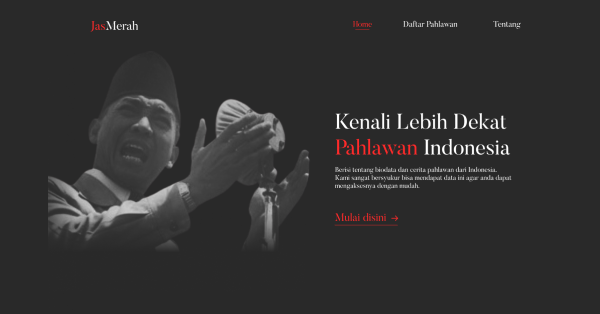 JasMerah
Home
Daftar Pahlawan
Tentang
Kenali Lebih Dekat
Pahlawan Indonesia
Berisi tentang biodata dan cerita pahlawan dari Indonesia.
Kami sangat bersyukur bisa mendapat data ini agar anda dapat
mengaksesnya dengan mudah.
Mulai disini →